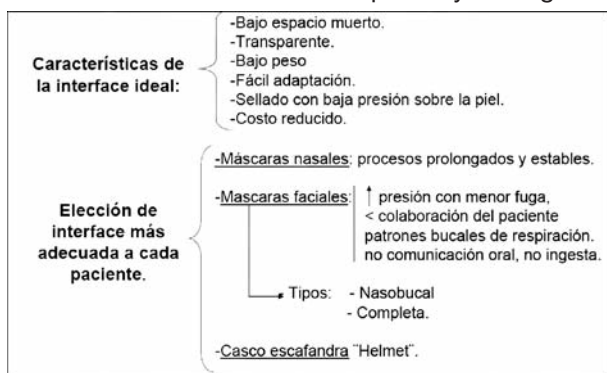 Características de
la interface ideal:
-Bajo espacio muerto.
-Transparente.
-Bajo peso
-Fácil adaptación.
-Sellado con baja presión sobre la piel.
-Costo reducido.
Elección de
interface más
adecuada a cada
paciente.
-Máscaras nasales: procesos prolongados y estables.
-Mascaras faciales: ↑ presión con menor fuga,
< colaboración del paciente
patrones bucales de respiración.
no comunicación oral, no ingesta.
Tipos: - Nasobucal
- Completa.
-Casco escafandra ¨Helmet¨.